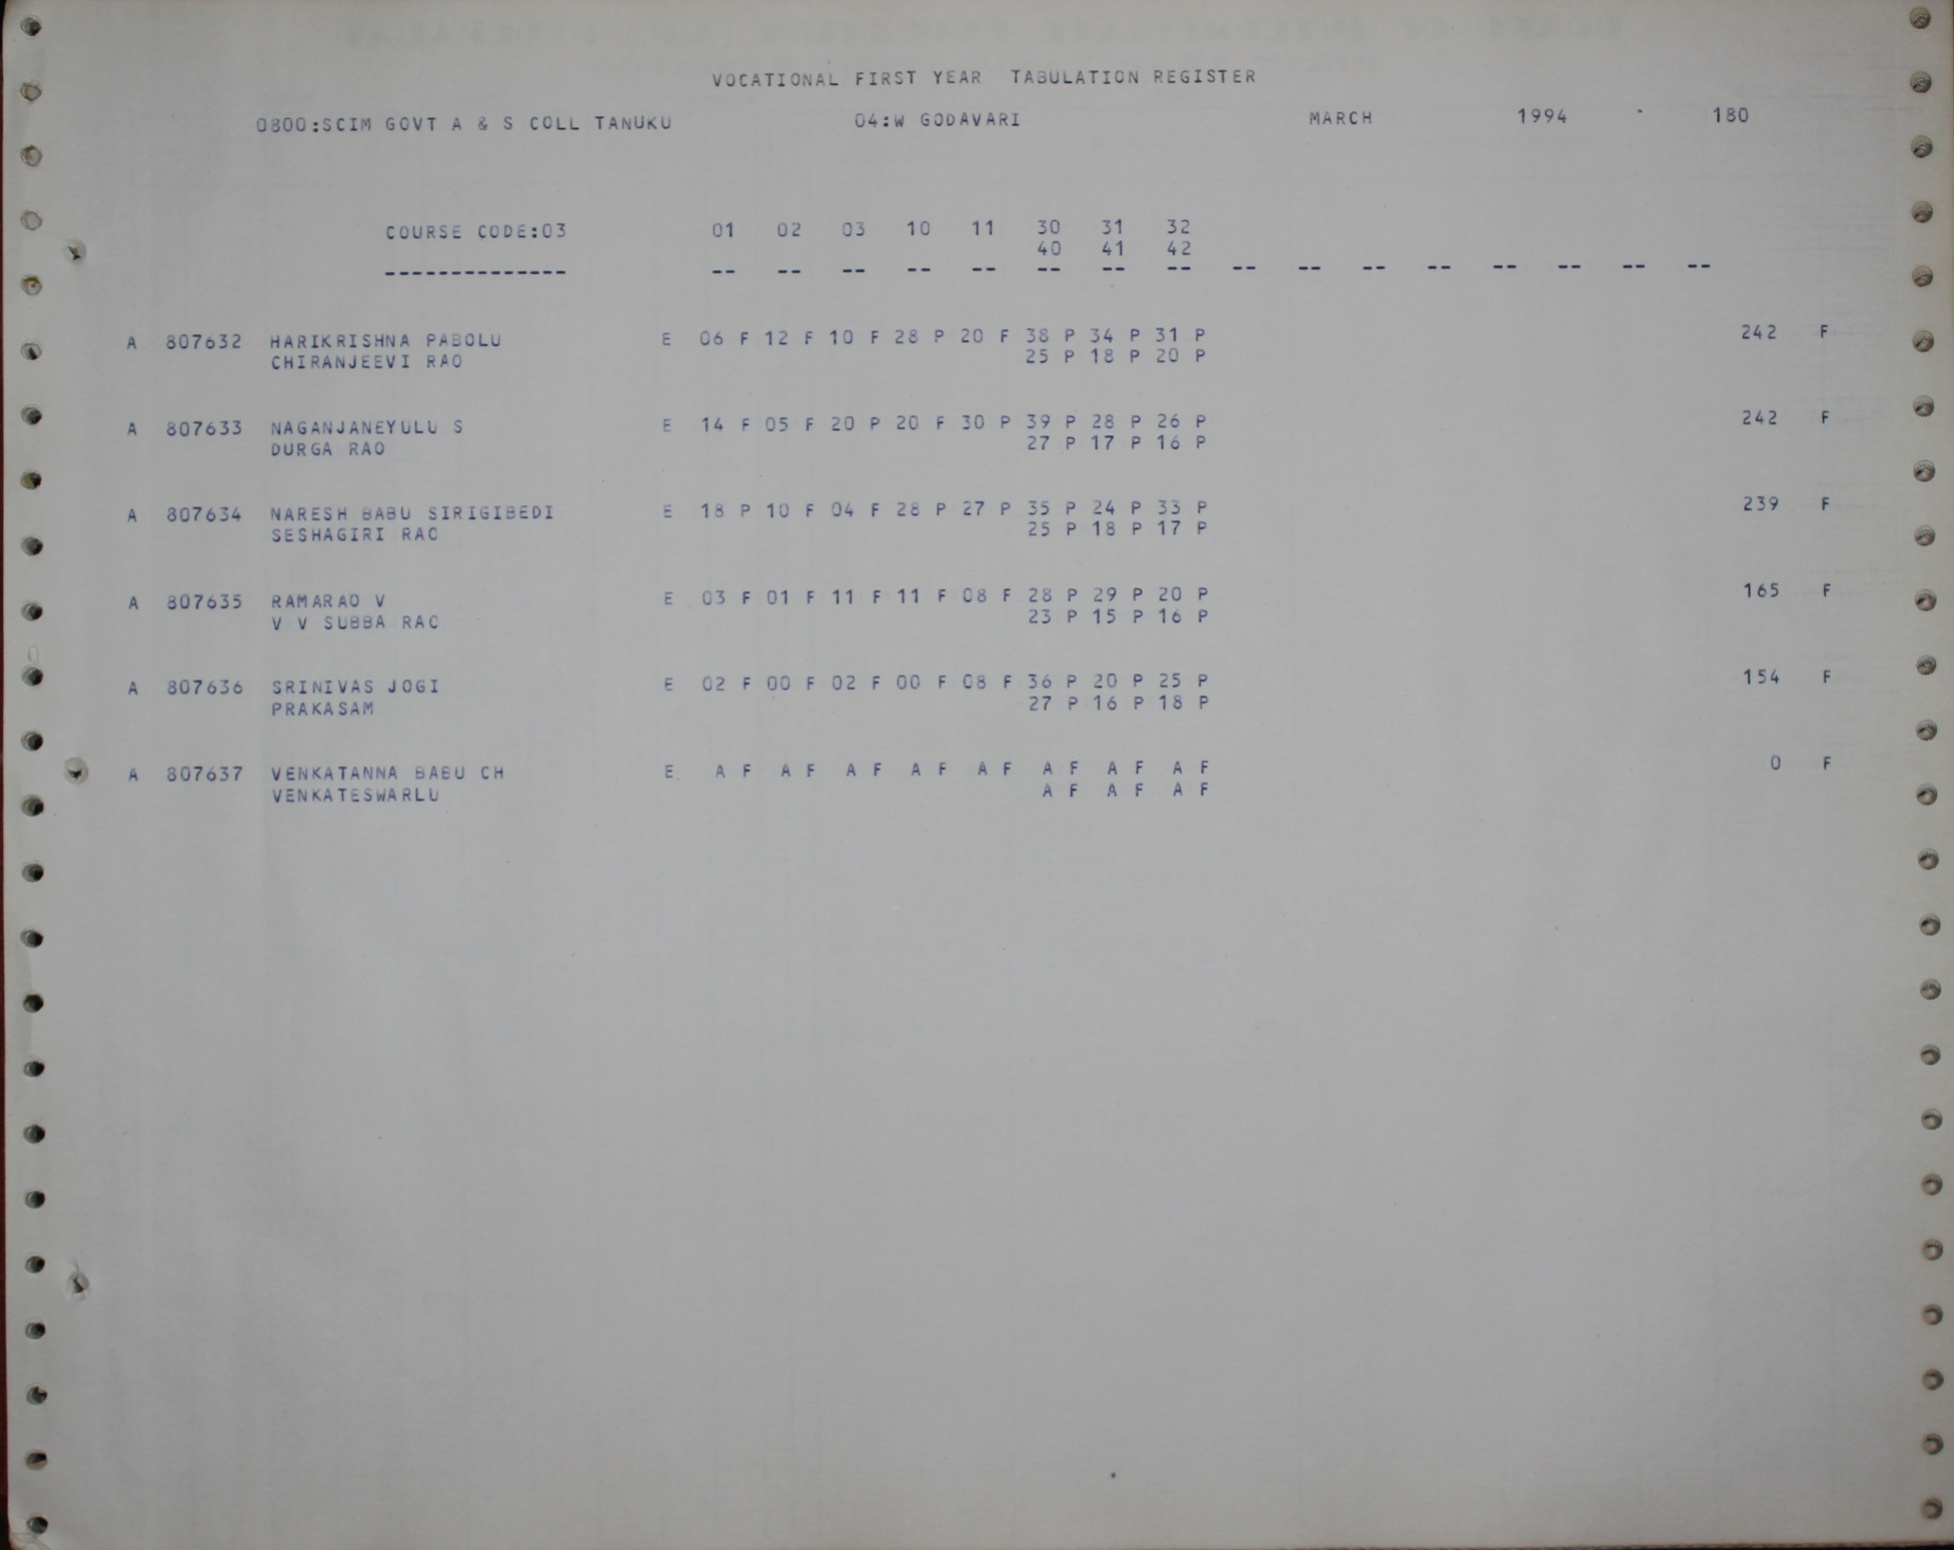 VOCATIONAL FIRST YEAR TABULATION REGISTER
0800:SCIM GOVT A & S COLL TANUKU 04:W GODAVARI MARCH 1994 180
COURSE CODE:03 01 02 03 10 11 30 31 32
40 41 42
-------------- -- -- -- -- -- -- -- -- -- -- -- -- -- -- -- --
A 807632 HARIKRISHNA PABOLU E 06 F 12 F 10 F 28 P 20 F 38 P 34 P 31 P 242 F
CHIRANJEEVI RAO 25 P 18 P 20 P
A 807633 NAGANJANEYULU S E 14 F 05 F 20 P 20 F 30 P 39 P 28 P 26 P 242 F
DURGA RAO 27 P 17 P 16 P
A 807634 NARESH BABU SIRIGIBEDI E 18 P 10 F 04 F 28 P 27 P 35 P 24 P 33 P 239 F
SESHAGIRI RAO 25 P 18 P 17 P
A 807635 RAMARAO V E 03 F 01 F 11 F 11 F 08 F 28 P 29 P 20 P 165 F
V V SUBBA RAO 23 P 15 P 16 P
A 807636 SRINIVAS JOGI E 02 F 00 F 02 F 00 F 08 F 36 P 20 P 25 P 154 F
PRAKASAM 27 P 16 P 18 P
A 807637 VENKATANNA BABU CH E A F A F A F A F A F A F A F A F 0 F
VENKATESWARLU A F A F A F